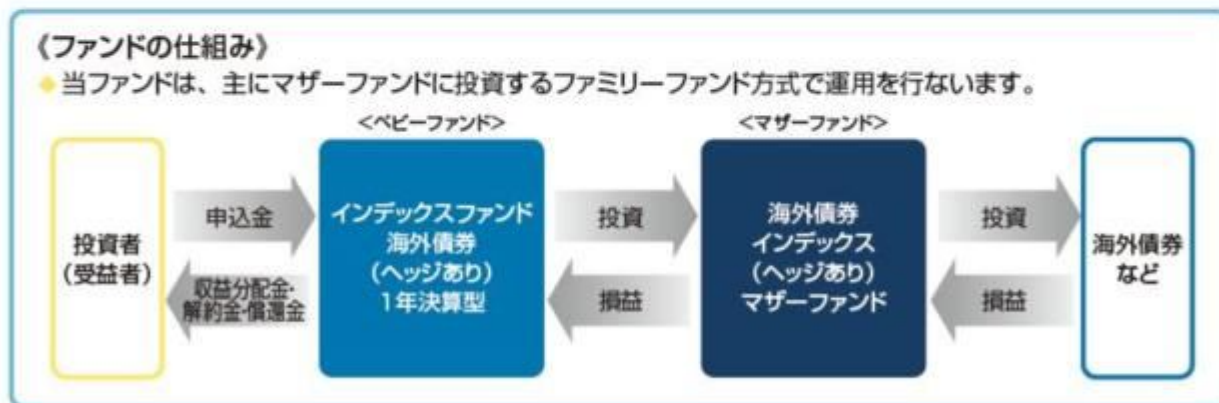 《ファンドの仕組み》
◆当ファンドは、主にマザーファンドに投資するファミリーファンド方式で運用を行ないます。
<ベビーファンド>
<マザーファンド>
投資者
(受益者)
申込金
収益分配金・
解約金・償還金
インデックスファンド
海外債券
(ヘッジあり)
1年決算型
投資
損益
海外債券
インデックス
(ヘッジあり)
マザーファンド
投資
損益
海外債券
など